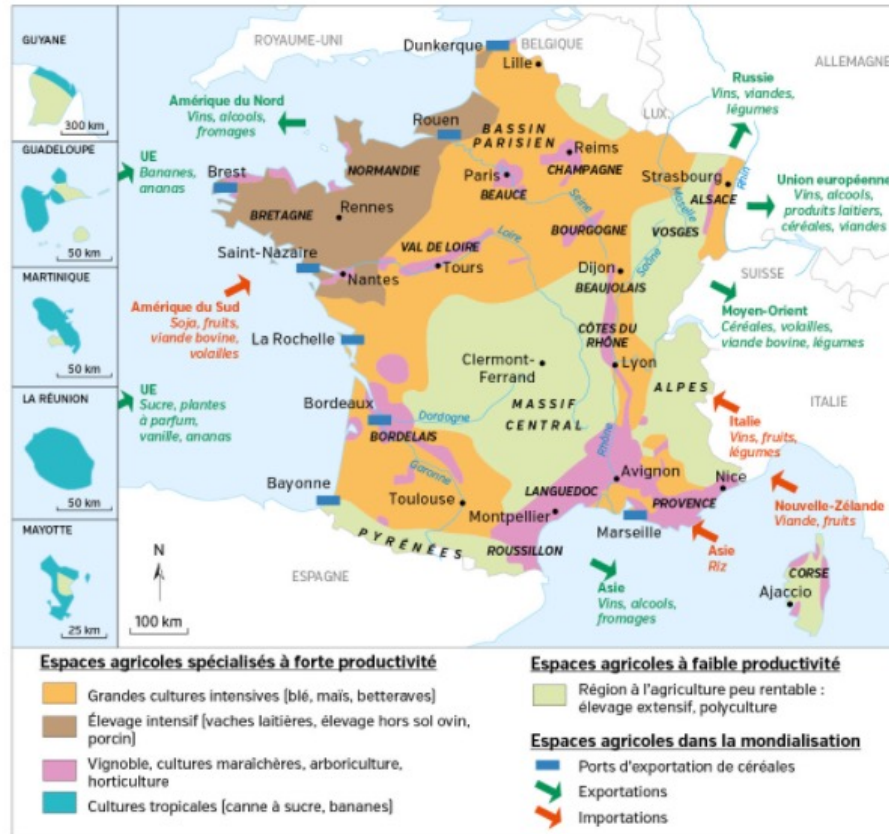 GUYANE
300 km
GUADELOUPE
50 km
MARTINIQUE
50 km
LA RÉUNION
50 km
MAYOTTE
25 km
ROYAUME-UNI
BELGIQUE
ALLEMAGNE
LUX.
SUISSE
ITALIE
ESPAGNE
Dunkerque
Lille
Amérique du Nord
Vins, alcools,
fromages
Russie
Vins, viandes,
légumes
Rouen
BASSIN
PARISIEN
Reims
CHAMPAGNE
UE
Bananes,
ananas
Brest
NORMANDIE
Paris
BEAUCE
Seine
Strasbourg
Rhin
Moselle
ALSACE
Union européenne
Vins, alcools,
produits laitiers,
céréales, viandes
BRETAGNE
Rennes
BOURGOGNE
VOSGES
Saint-Nazaire
VAL DE LOIRE
Loire
Saône
Nantes
Tours
Dijon
BEAUJOLAIS
Amérique du Sud
Soja, fruits,
viande bovine,
volailles
Moyen-Orient
Céréales, volailles,
viande bovine, légumes
La Rochelle
CÔTES DU
RHÔNE
Clermont-
Ferrand
Lyon
ALPES
UE
Sucre, plantes
à parfum,
vanille, ananas
Bordeaux
Dordogne
BORDELAIS
MASSIF
CENTRAL
Italie
Vins, fruits,
légumes
Garonne
Rhône
Avignon
Nice
Bayonne
Toulouse
LANGUEDOC
Montpellier
PROVENCE
Marseille
Nouvelle-Zélande
Viande, fruits
PYRÉNÉES
ROUSSILLON
Asie
Riz
Asie
Vins, alcools,
fromages
CORSE
Ajaccio
N
100 km
Espaces agricoles spécialisés à forte productivité
Grandes cultures intensives (blé, maïs, betteraves)
Élevage intensif (vaches laitières, élevage hors sol ovin,
porcin)
Vignoble, cultures maraîchères, arboriculture,
horticulture
Cultures tropicales (canne à sucre, bananes)
Espaces agricoles à faible productivité
Région à l'agriculture peu rentable :
élevage extensif, polyculture
Espaces agricoles dans la mondialisation
Ports d'exportation de céréales
Exportations
Importations